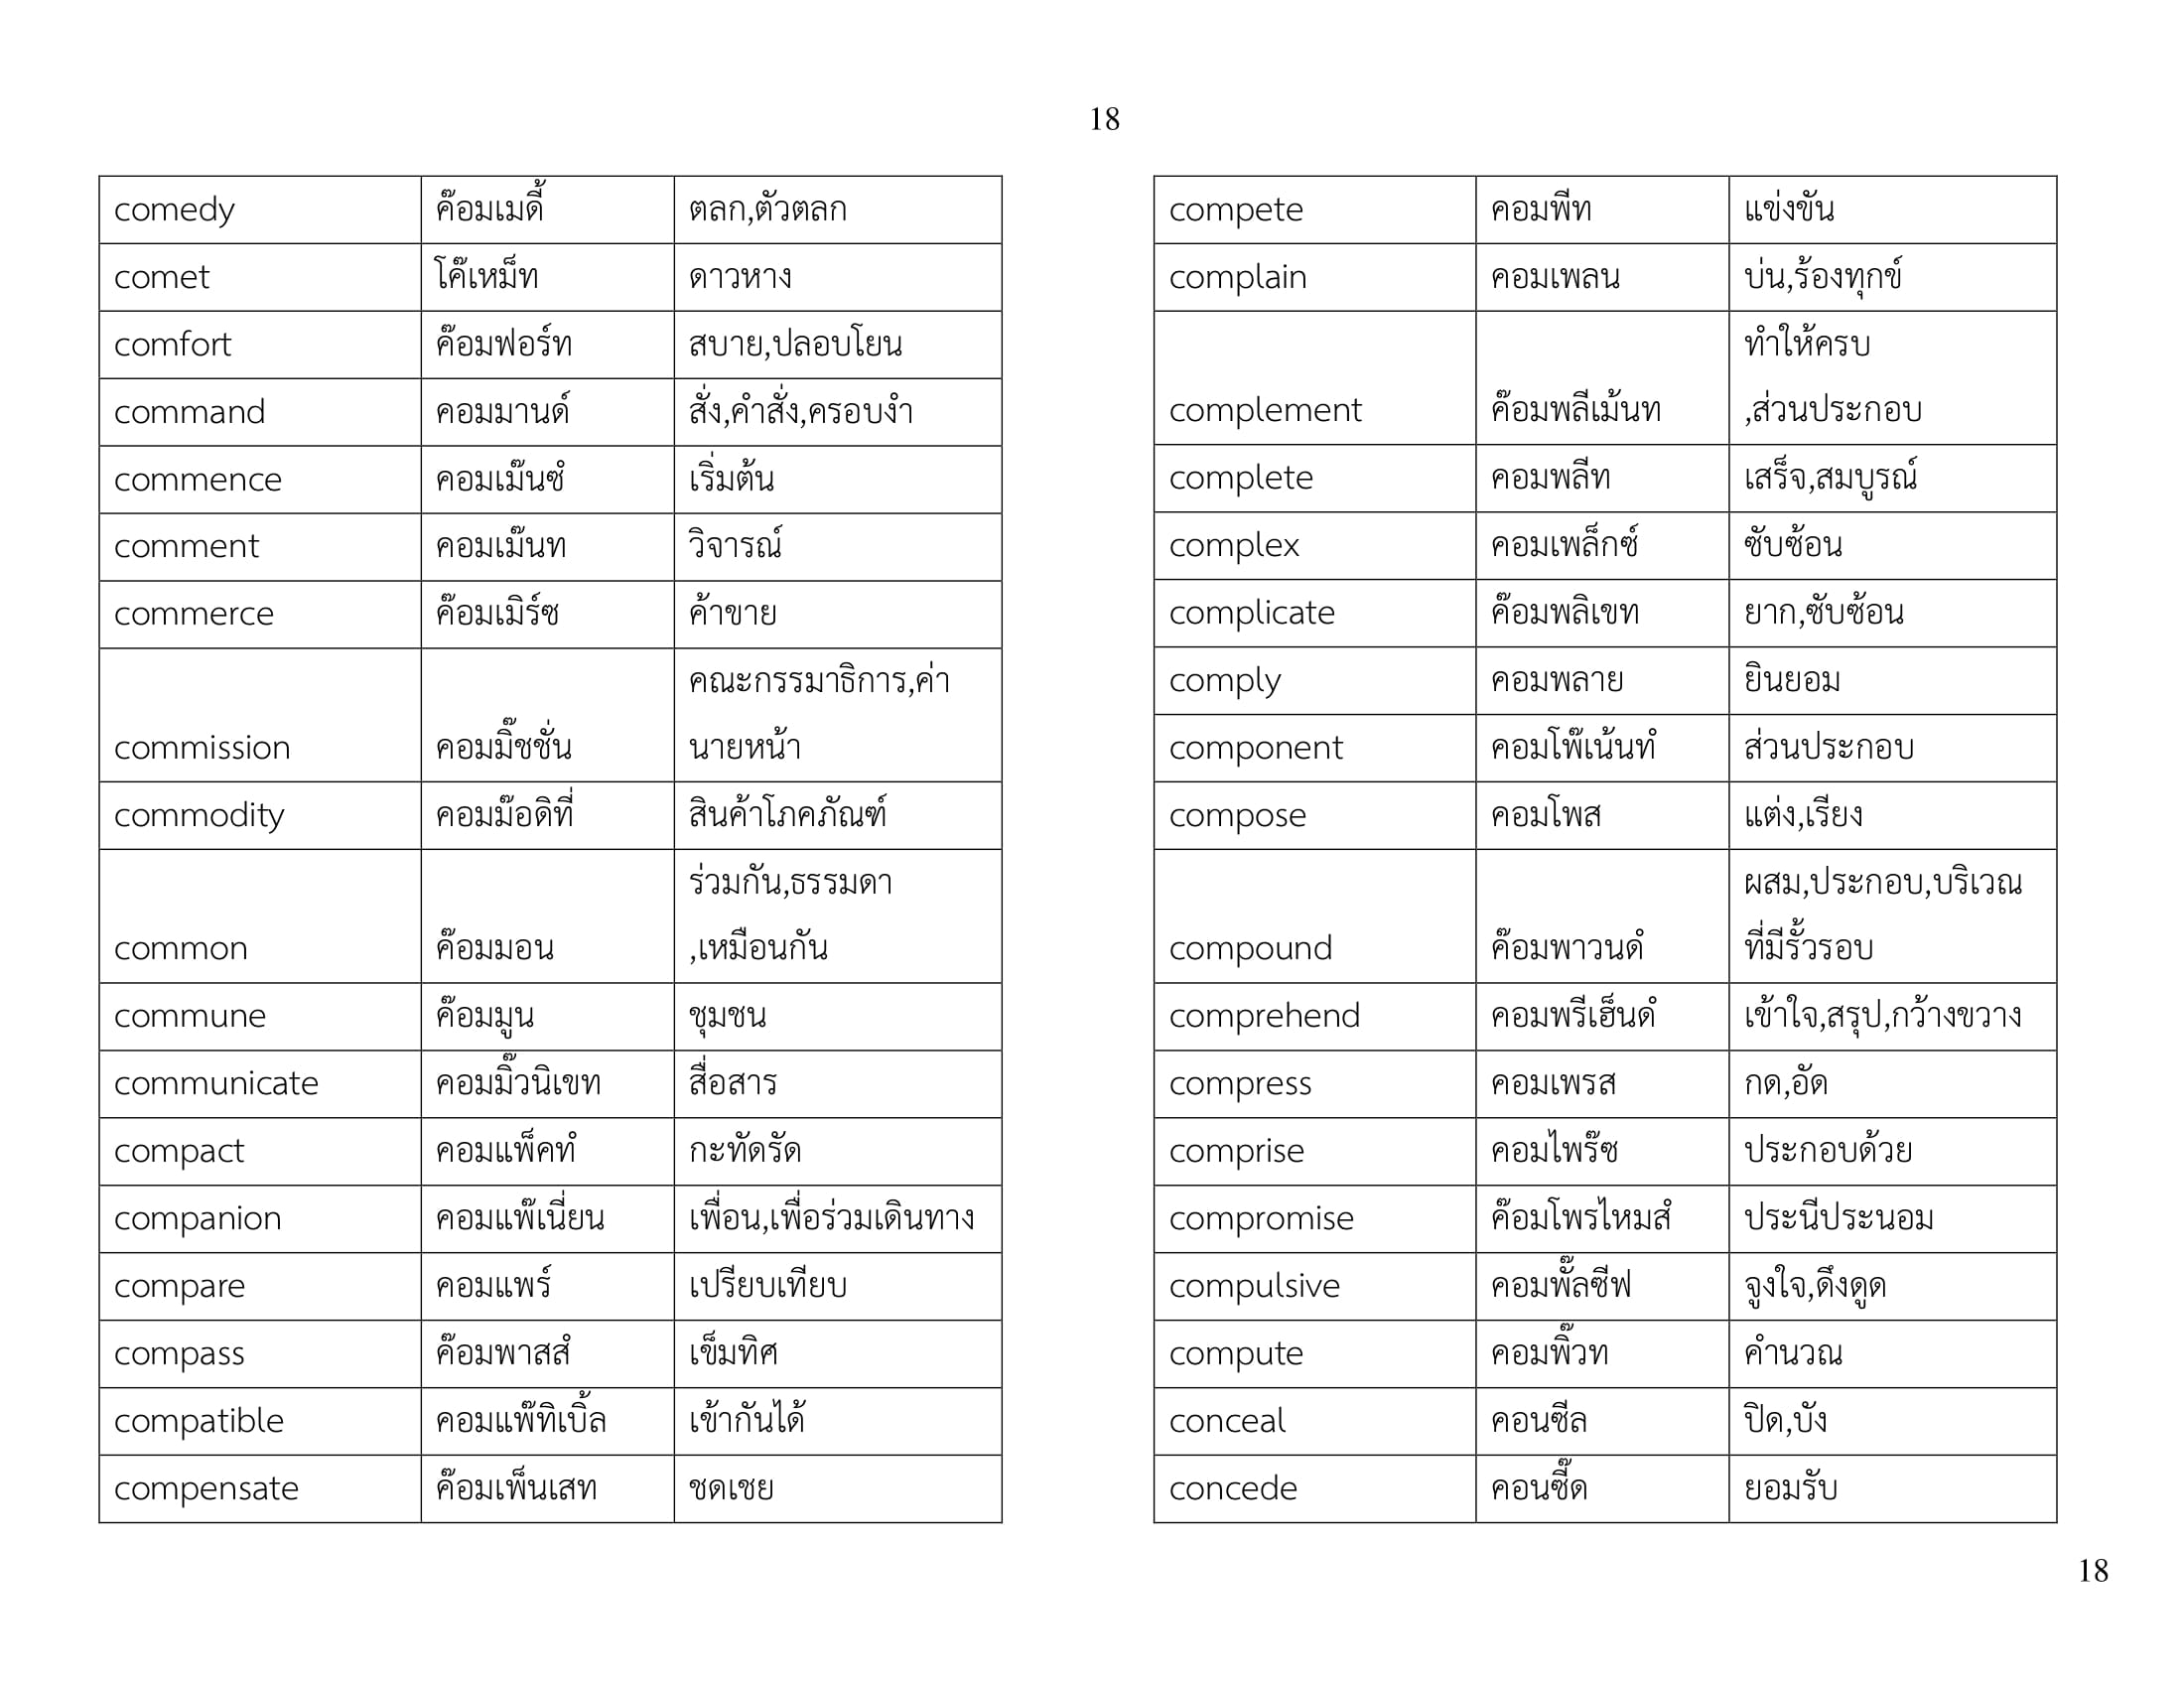 18
comedy ค๊อมเมดี้ ตลก,ตัวตลก
comet โค๊เหม็ท ดาวหาง
comfort ค๊อมฟอร์ท สบาย,ปลอบโยน
command คอมมานด์ สั่ง,คำสั่ง,ครอบงำ
commence คอมเม๊นซํ เริ่มต้น
comment คอมเม๊นท วิจารณ์
commerce ค๊อมเมิร์ซ ค้าขาย
คณะกรรมาธิการ,ค่า
commission คอมมิ๊ชชั่น นายหน้า
commodity คอมม๊อดิที่ สินค้าโภคภัณฑ์
ร่วมกัน,ธรรมดา
common ค๊อมมอน ,เหมือนกัน
commune ค๊อมมูน ชุมชน
communicate คอมมิ๊วนิเขท สื่อสาร
compact คอมแพ็คทํ กะทัดรัด
companion คอมแพ๊เนี่ยน เพื่อน,เพื่อร่วมเดินทาง
compare คอมแพร์ เปรียบเทียบ
compass ค๊อมพาสสํ เข็มทิศ
compatible คอมแพ๊ทิเบิ้ล เข้ากันได้
compensate ค๊อมเพ็นเสท ชดเชย
compete คอมพีท แข่งขัน
complain คอมเพลน บ่น,ร้องทุกข์
ทำให้ครบ
complement ค๊อมพลีเม้นท ,ส่วนประกอบ
complete คอมพลีท เสร็จ,สมบูรณ์
complex คอมเพล็กซ์ ซับซ้อน
complicate ค๊อมพลิเขท ยาก,ซับซ้อน
comply คอมพลาย ยินยอม
component คอมโพ๊เน้นทํ ส่วนประกอบ
compose คอมโพส แต่ง,เรียง
ผสม,ประกอบ,บริเวณ
compound ค๊อมพาวนดํ ที่มีรั้วรอบ
comprehend คอมพรีเฮ็นดํ เข้าใจ,สรุป,กว้างขวาง
compress คอมเพรส กด,อัด
comprise คอมไพร๊ซ ประกอบด้วย
compromise ค๊อมโพรไหมสํ ประนีประนอม
compulsive คอมพั๊ลซีฟ จูงใจ,ดึงดูด
compute คอมพิ๊วท คำนวณ
conceal คอนซีล ปิด,บัง
concede คอนซี๊ด ยอมรับ
18